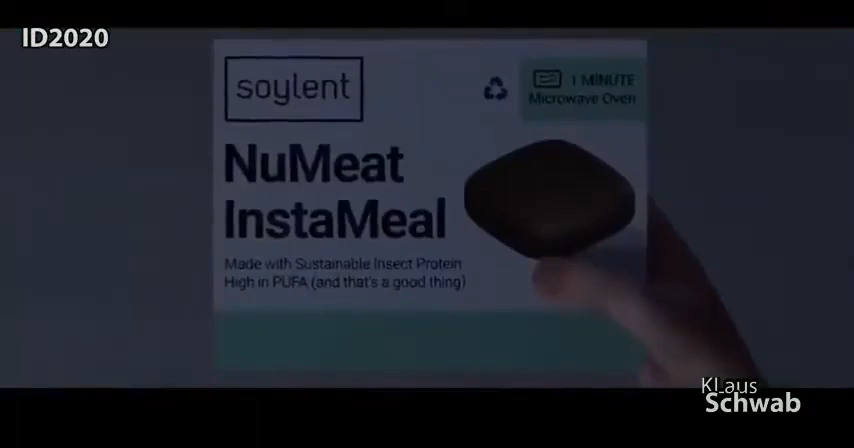 ID2020
soylent
1 MINUTE
Microwave Oven
NuMeat
InstaMeal
Made with Sustainable Insect Protein
High in PUFA (and that's a good thing)
KLaus
Schwab